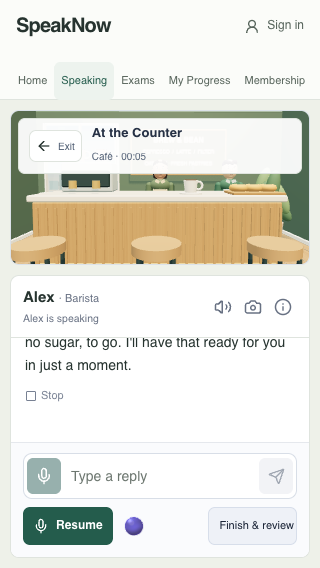 SpeakNow
Sign in
Home Speaking Exams My Progress Membership
Exit
At the Counter
Café · 00:05
Alex · Barista
Alex is speaking
no sugar, to go. I'll have that ready for you
in just a moment.
Stop
Type a reply
Resume
Finish & review